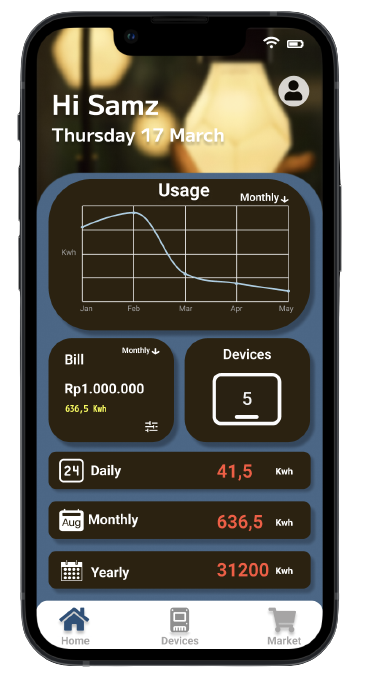 Hi Samz
Thursday 17 March
Usage
Monthly
Kwh
Jan Feb Mar Apr May
Bill
Monthly
Rp1.000.000
636,5 Kwh
Devices
5
24 Daily 41,5 Kwh
Aug Monthly 636,5 Kwh
Yearly 31200 Kwh
Home Devices Market